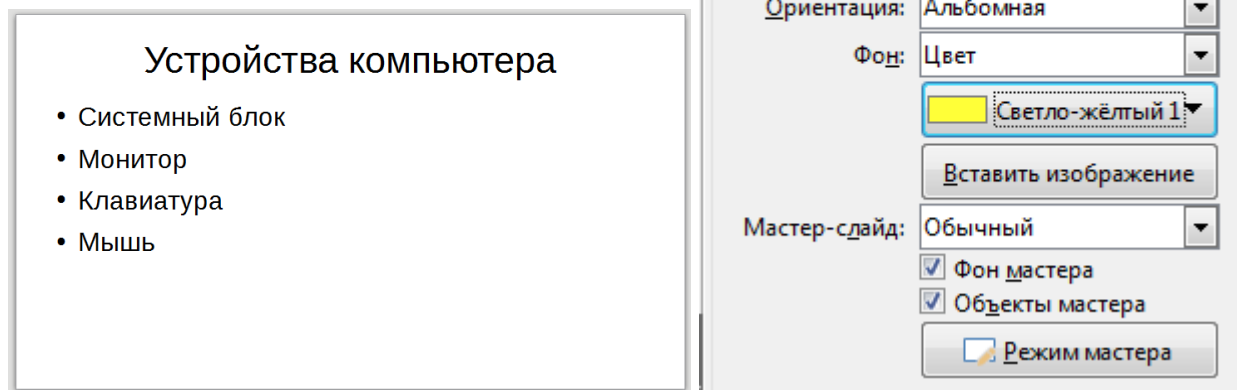 Устройства компьютера
• Системный блок
• Монитор
• Клавиатура
• Мышь
Ориентация: Альбомная
Фон: Цвет
Светло-жёлтый 1
Вставить изображение
Мастер-слайд: Обычный
Фон мастера
Объекты мастера
Режим мастера